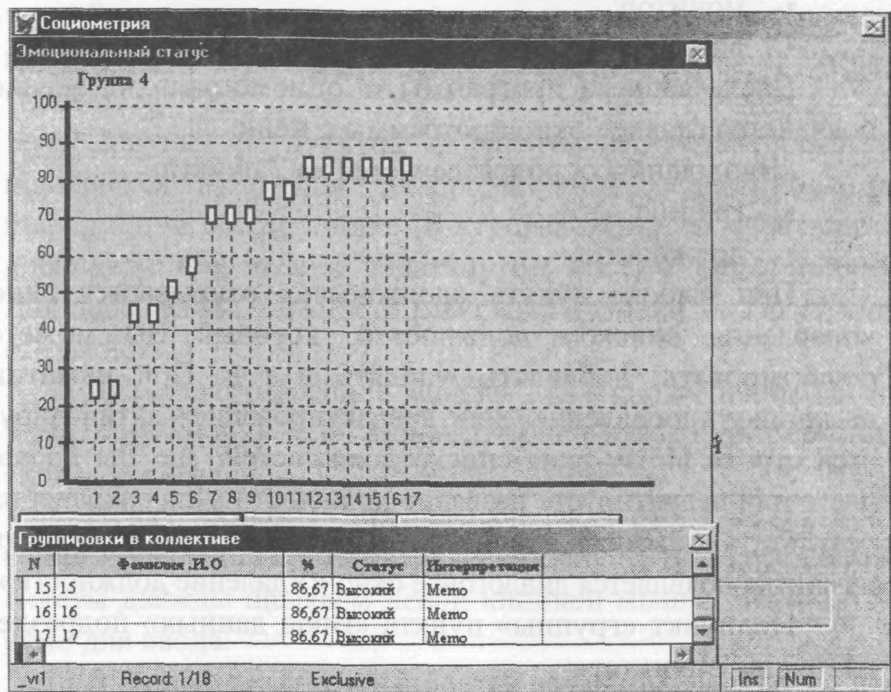 Социометрия
Эмоциональный статус
Группа 4
100
90
80
70
60
50
40
30
20
10
0
1 2 3 4 5 6 7 8 9 10 11 12 13 14 15 16 17
Группировки в коллективе
N Фамилия .И.О % Статус Интерпретация
15 15 86,67 Высокий Memo
16 16 86,67 Высокий Memo
17 17 86,67 Высокий Memo
_vr1 Record: 1/18 Exclusive Ins Num